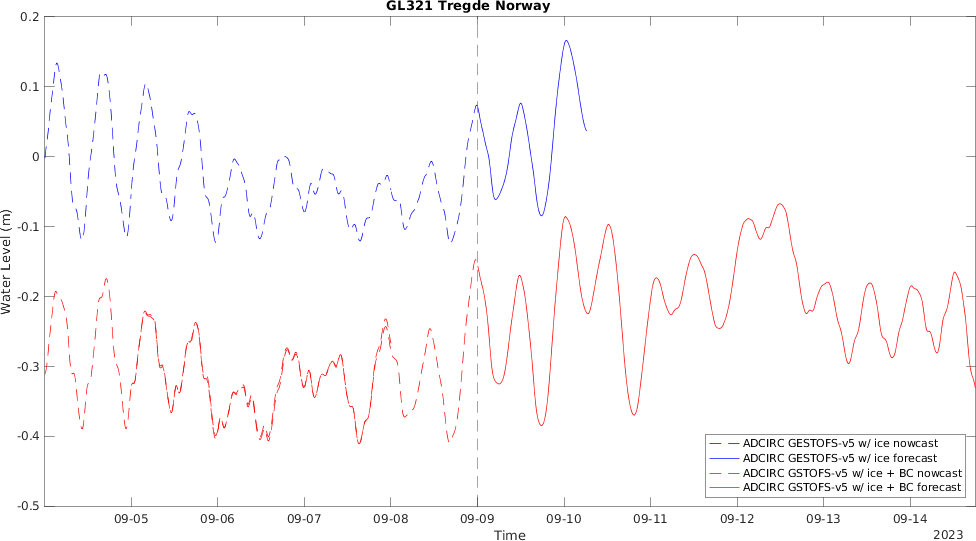 GL321 Tregde Norway
Water Level (m)
0.2
0.1
0
-0.1
-0.2
-0.3
-0.4
-0.5
ADCIRC GESTOFS-v5 w/ ice nowcast
ADCIRC GESTOFS-v5 w/ ice forecast
ADCIRC GSTOFS-v5 w/ ice + BC nowcast
ADCIRC GSTOFS-v5 w/ ice + BC forecast
09-05 09-06 09-07 09-08 09-09 09-10 09-11 09-12 09-13 09-14
Time
2023